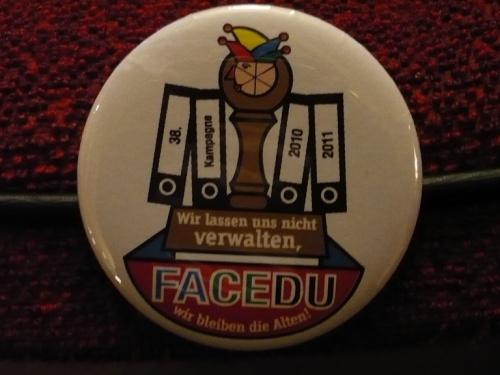 38.
Kampagne
2010
2011
Wir lassen uns nicht
verwalten,
FACEDU
wir bleiben die Alten!